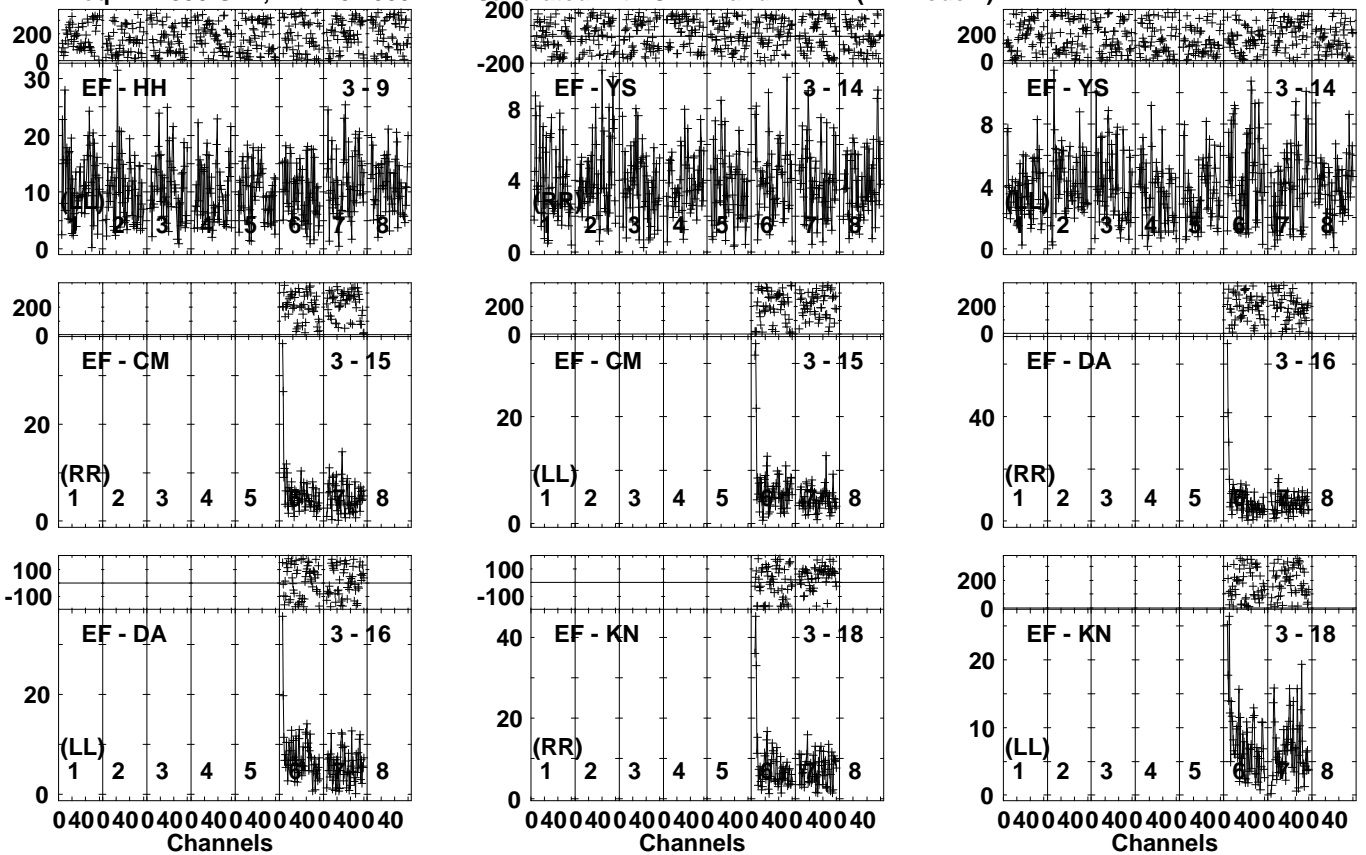 200
200 200
0 -200 0
30
EF - HH 3 - 9 EF - YS 3 - 14 EF - YS 3 - 14
20 8 8
10 4 4
(LL) (RR) (LL)
1 2 3 4 5 6 7 8 1 2 3 4 5 6 7 8 1 2 3 4 5 6 7 8
0 0 0
200 200 200
0 0 0
EF - CM 3 - 15 EF - CM 3 - 15 EF - DA 3 - 16
20 20 40
(RR) (LL) (RR)
1 2 3 4 5 6 7 8 1 2 3 4 5 6 7 8 1 2 3 4 5 6 7 8
0 0 0
100 100 200
-100 -100 0
EF - DA 3 - 16 EF - KN 3 - 18 EF - KN 3 - 18
40
20 20 20
10
(LL) (RR) (LL)
1 2 3 4 5 6 7 8 1 2 3 4 5 6 7 8 1 2 3 4 5 6 7 8
0 0 0
0 40 0 40 0 40 0 40 0 40 0 40 0 40 0 40 0 40 0 40 0 40 0 40 0 40 0 40 0 40 0 40 0 40 0 40 0 40 0 40 0 40 0 40 0 40 0 40
Channels Channels Channels